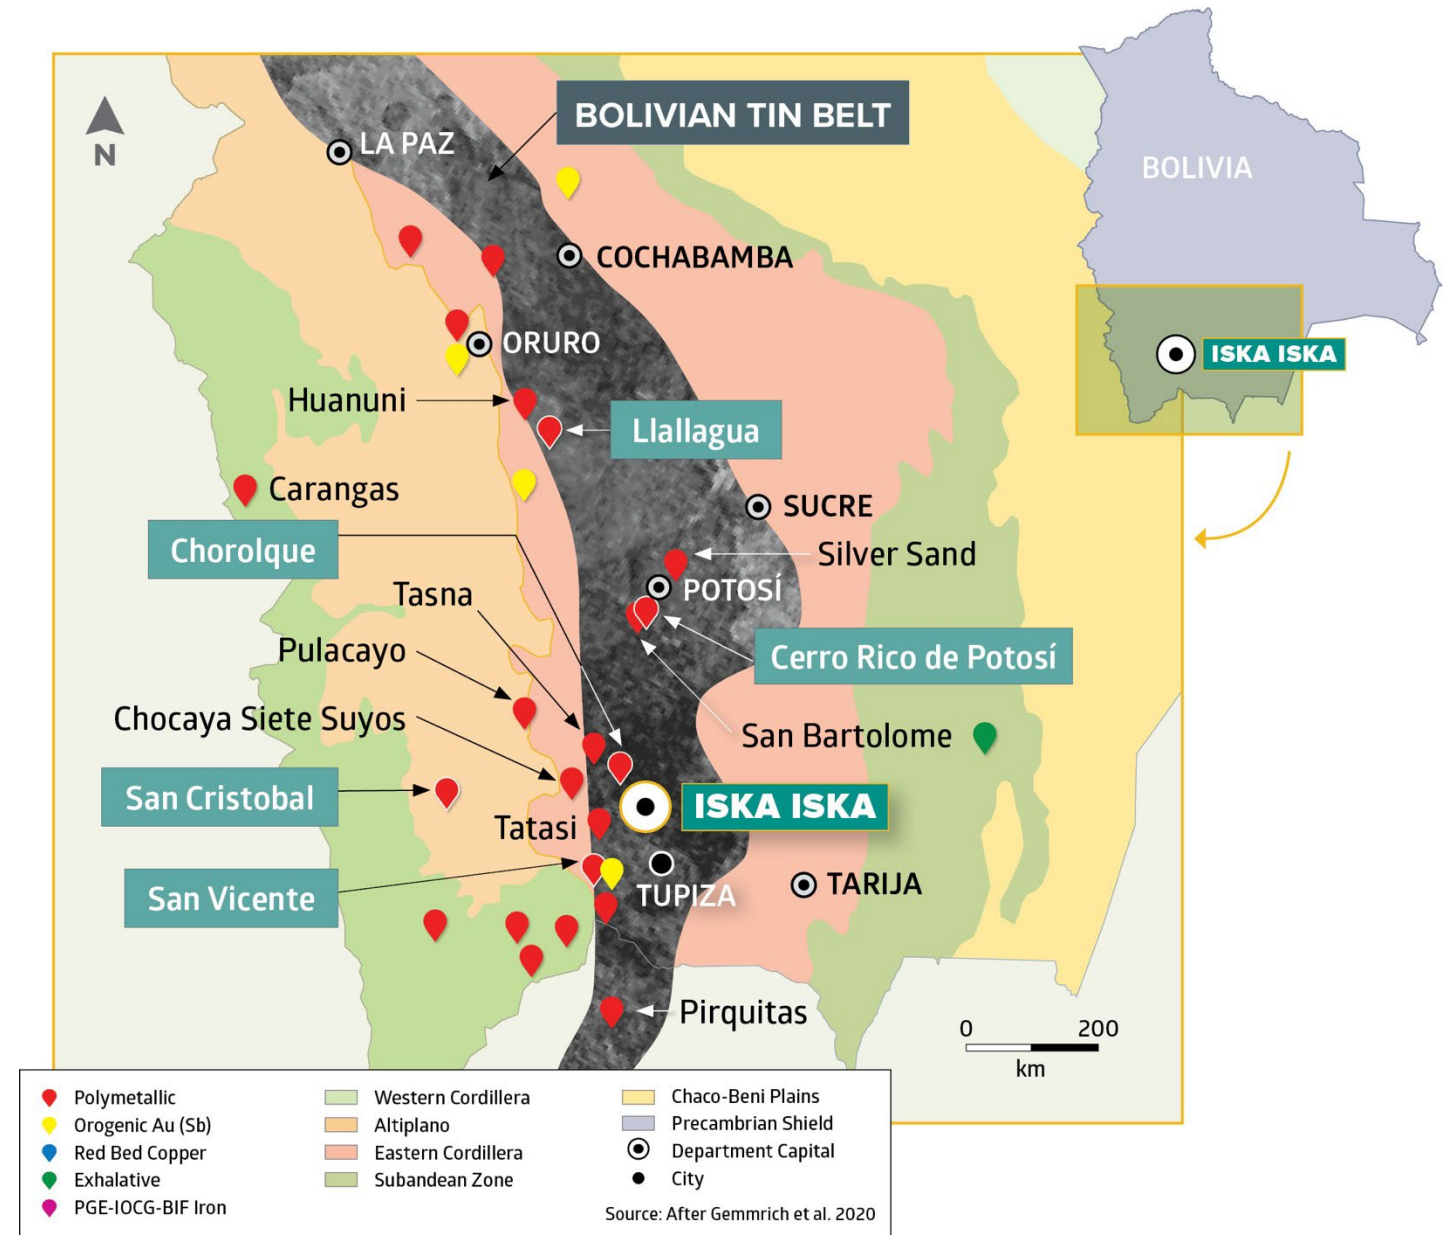 BOLIVIAN TIN BELT
N
LA PAZ
BOLIVIA
COCHABAMBA
ORURO
ISKA ISKA
Huanuni
Llallagua
Carangas
SUCRE
Chorolque
Silver Sand
Tasna
POTOSÍ
Pulacayo
Cerro Rico de Potosí
Chocaya Siete Suyos
San Bartolome
San Cristobal
ISKA ISKA
Tatasi
San Vicente
TUPIZA
TARIJA
Pirquitas
0 200
km
Polymetallic
Orogenic Au (Sb)
Red Bed Copper
Exhalative
PGE-IOCG-BIF Iron
Western Cordillera
Altiplano
Eastern Cordillera
Subandean Zone
Chaco-Beni Plains
Precambrian Shield
Department Capital
City
Source: After Gemmrich et al. 2020